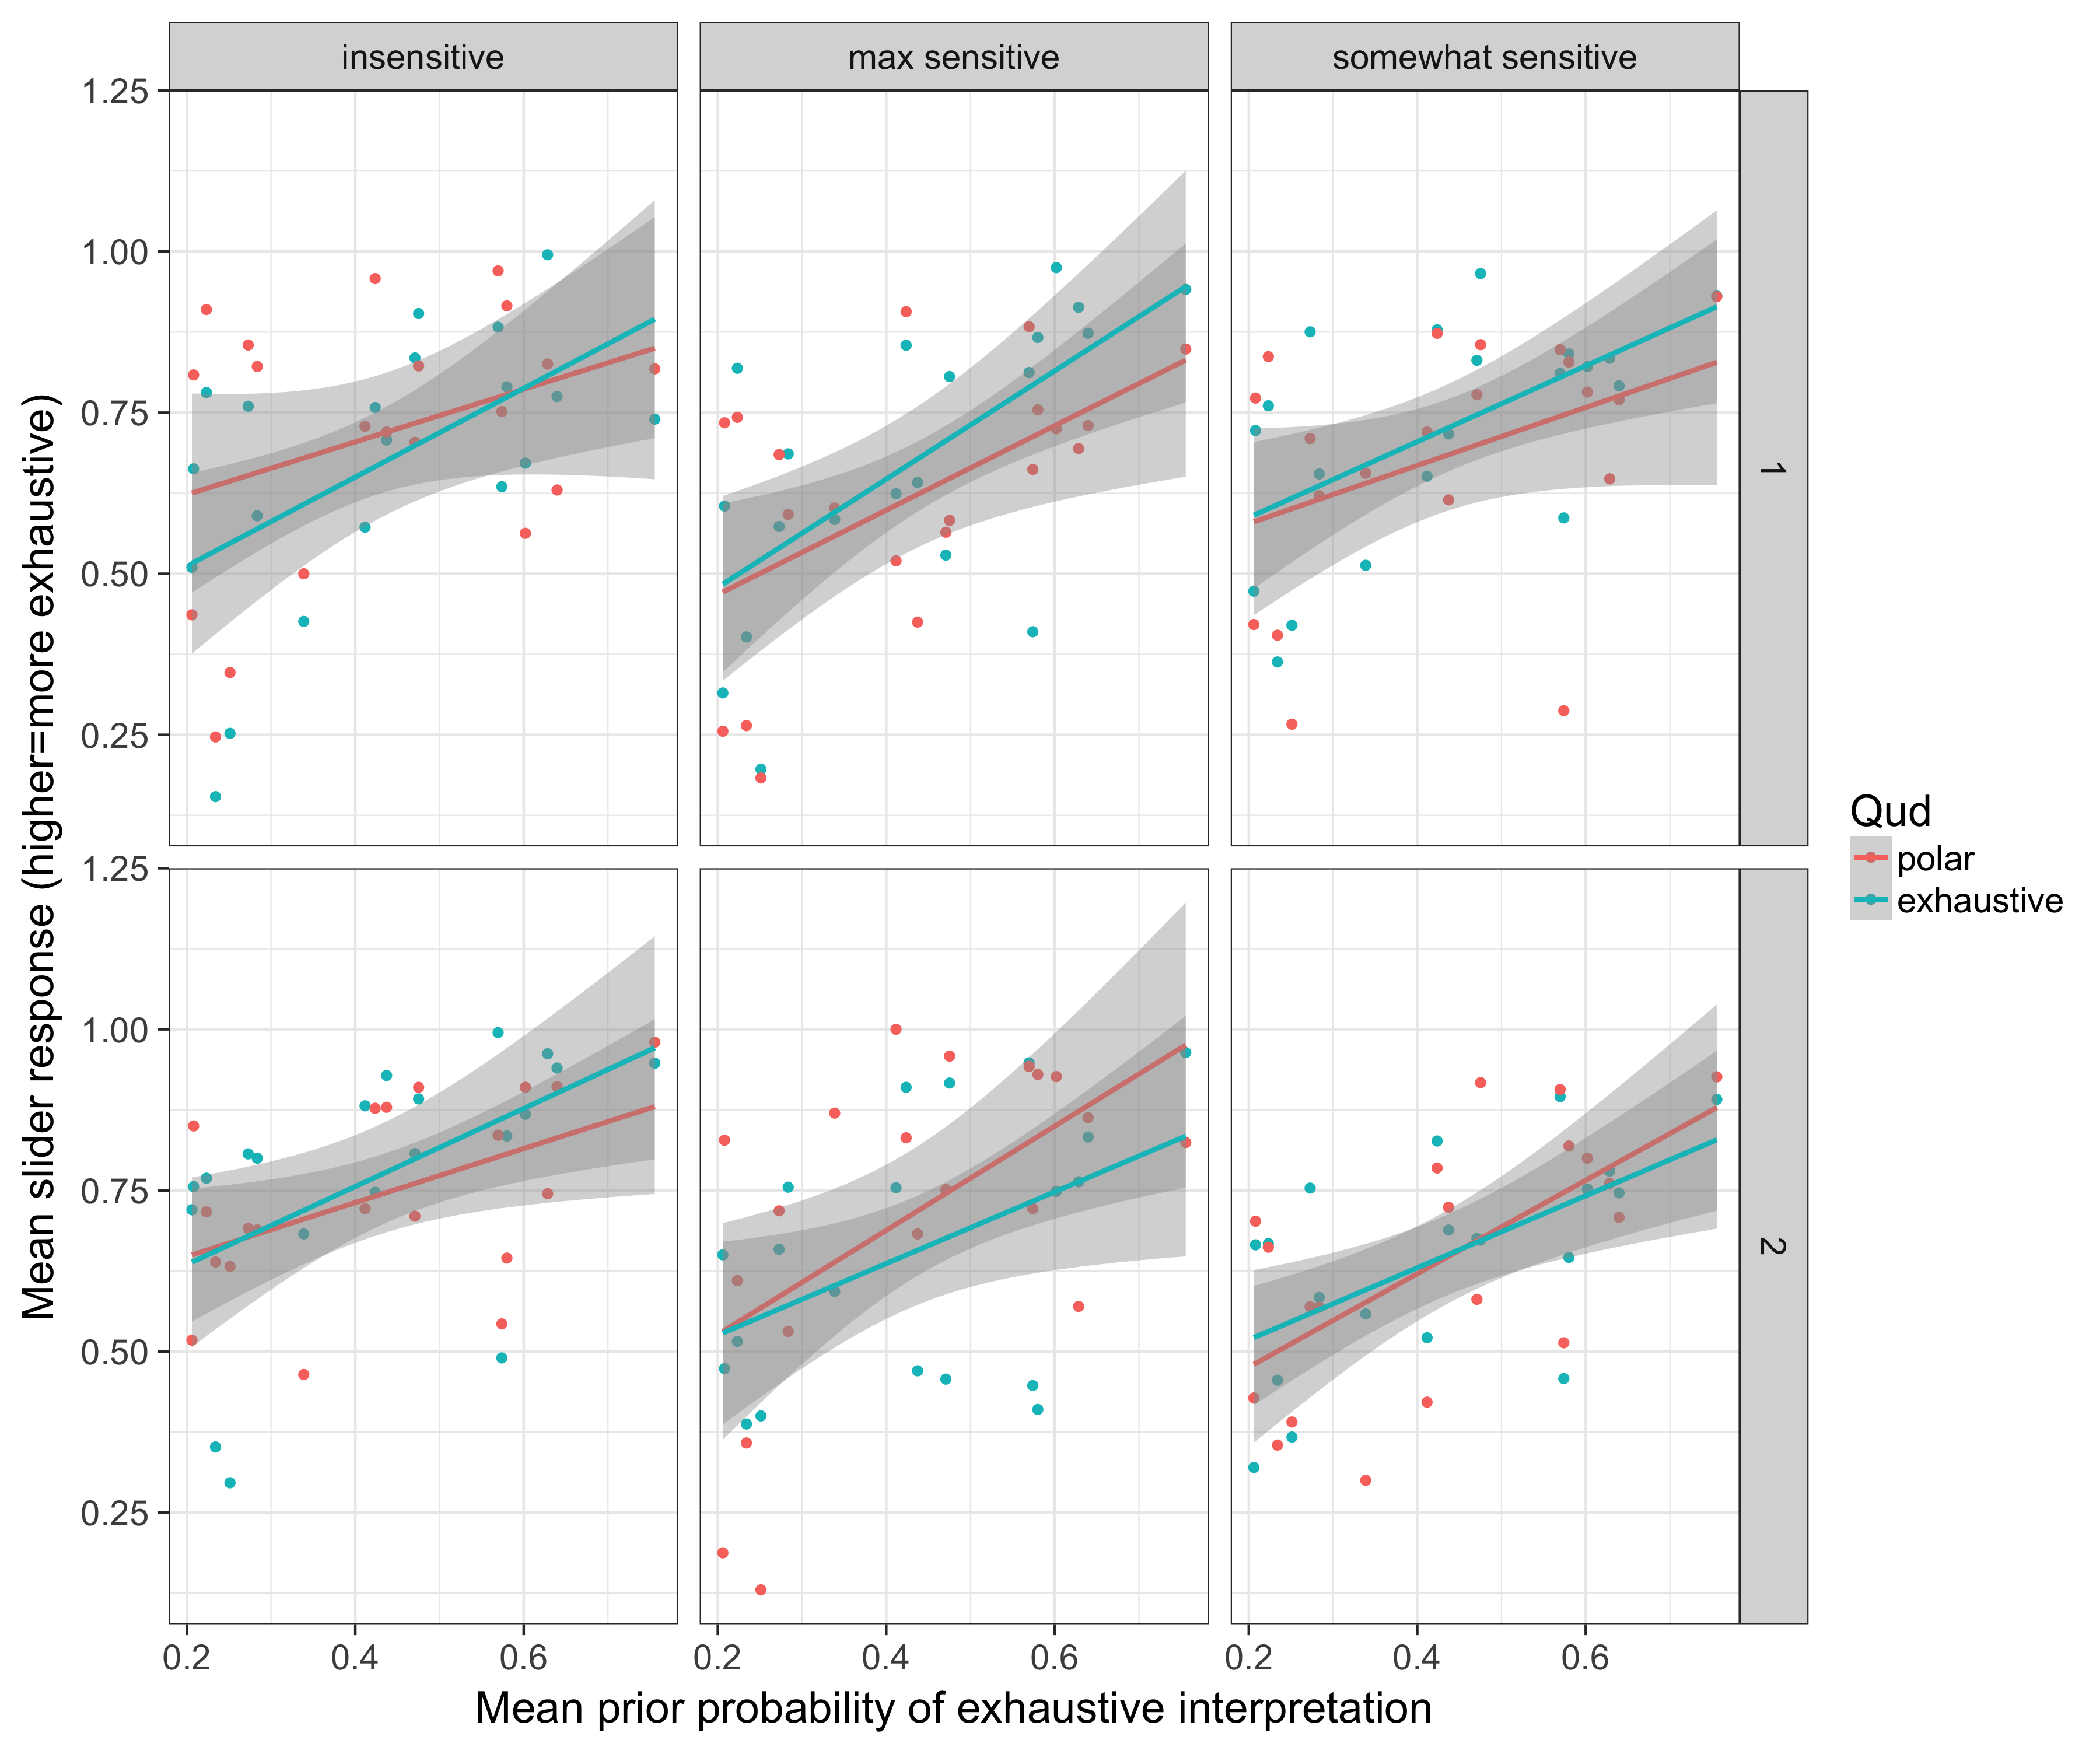 insensitive
max sensitive
somewhat sensitive
1.25
1.00
0.75
0.50
0.25
1
1.25
1.00
0.75
0.50
0.25
2
0.2
0.4
0.6
0.2
0.4
0.6
0.2
0.4
0.6
Mean prior probability of exhaustive interpretation
Mean slider response (higher=more exhaustive)
Qud
polar
exhaustive